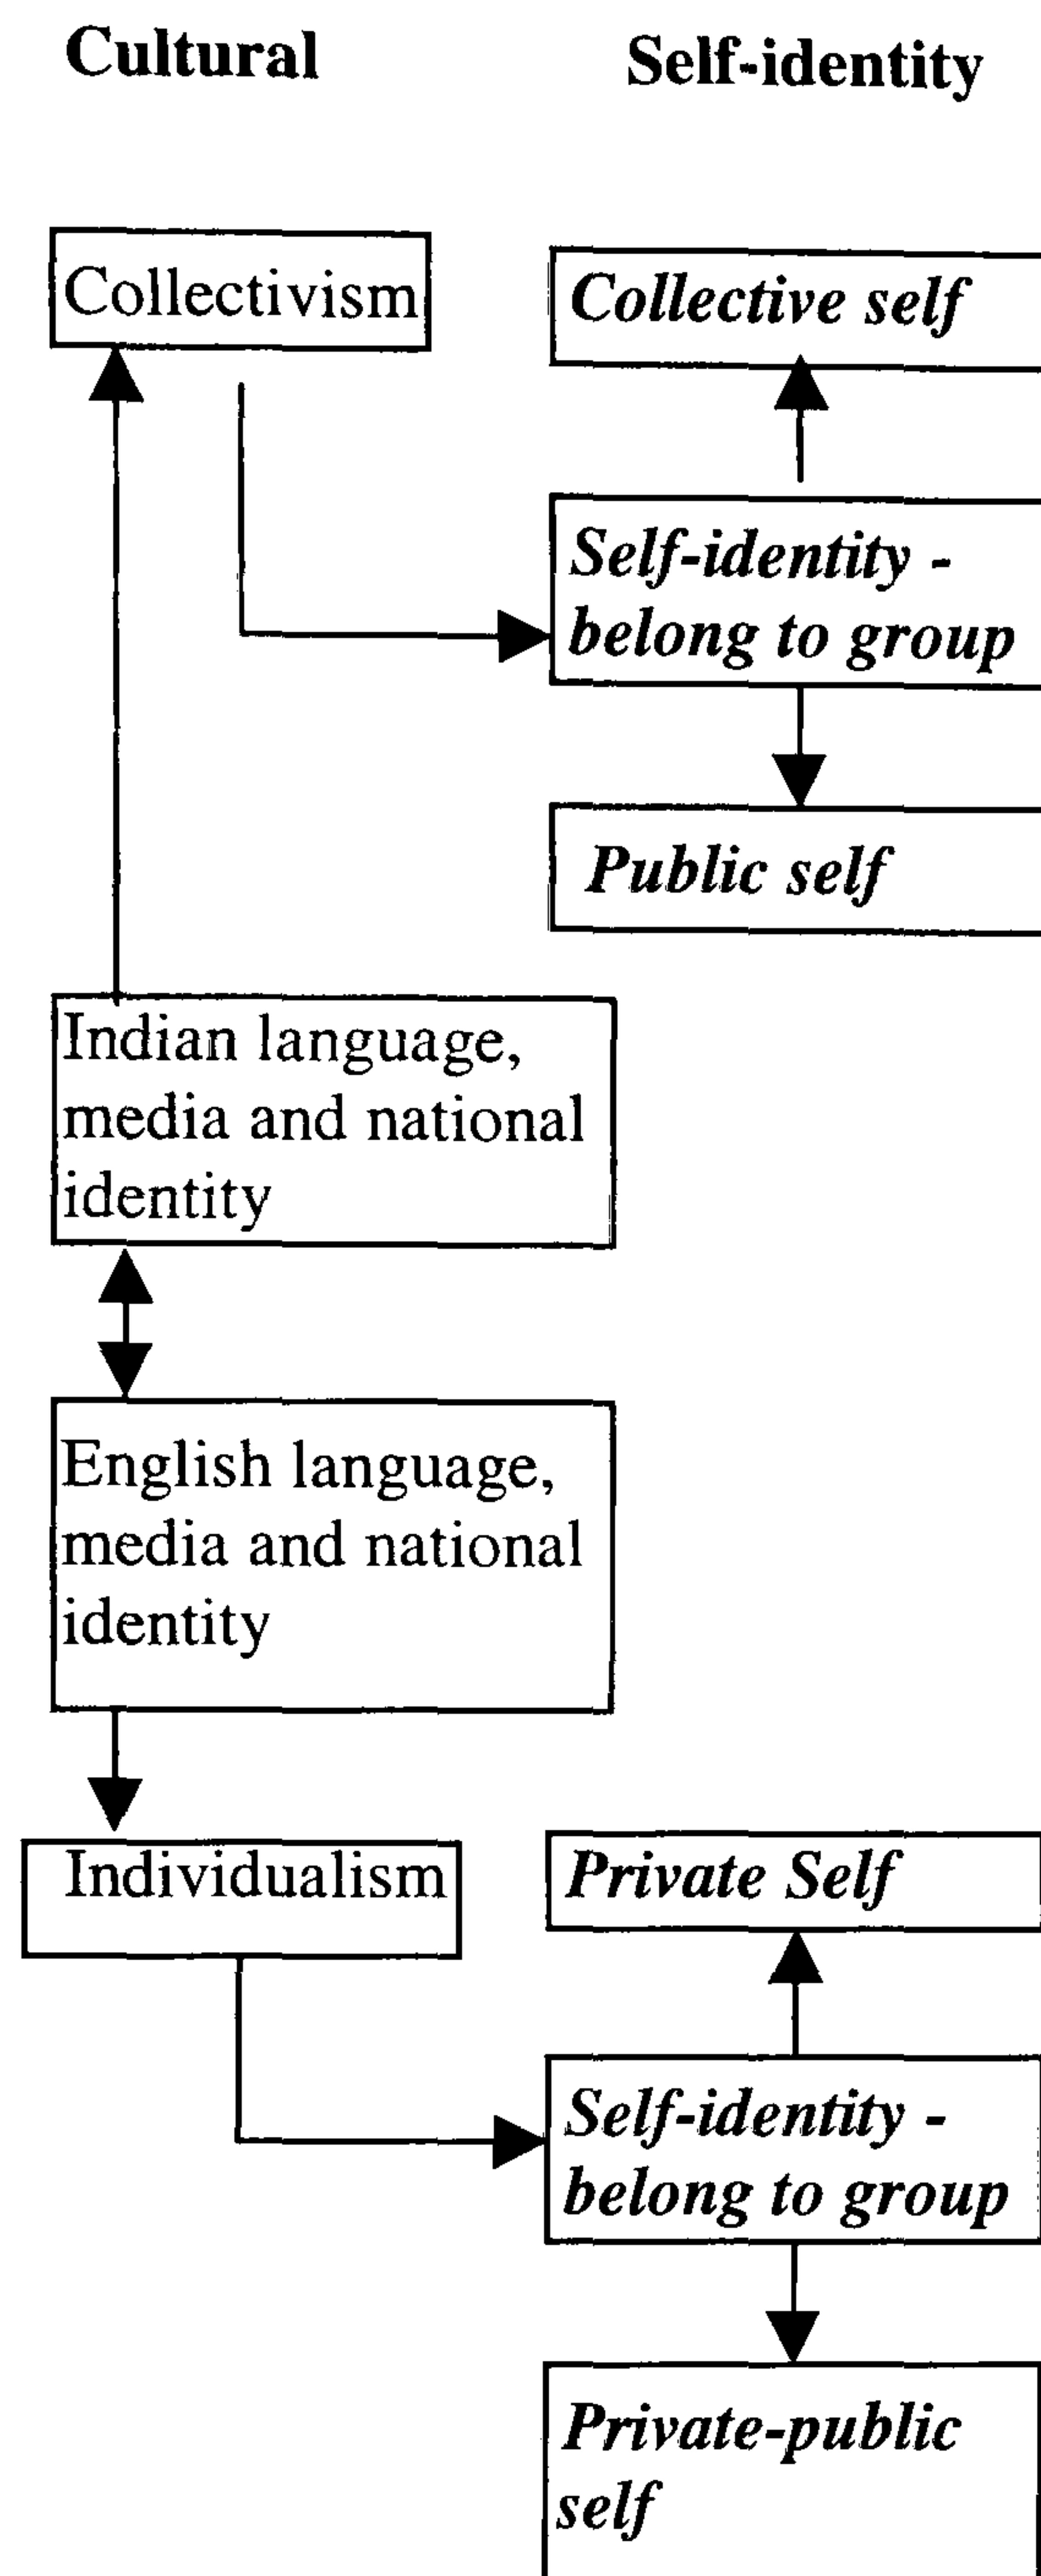 Cultural
Self-identity
Collectivism
Collective self
Self-identity -
belong to group
Public self
Indian language,
media and national
identity
English language,
media and national
identity
Individualism
Private Self
Self-identity -
belong to group
Private-public
self